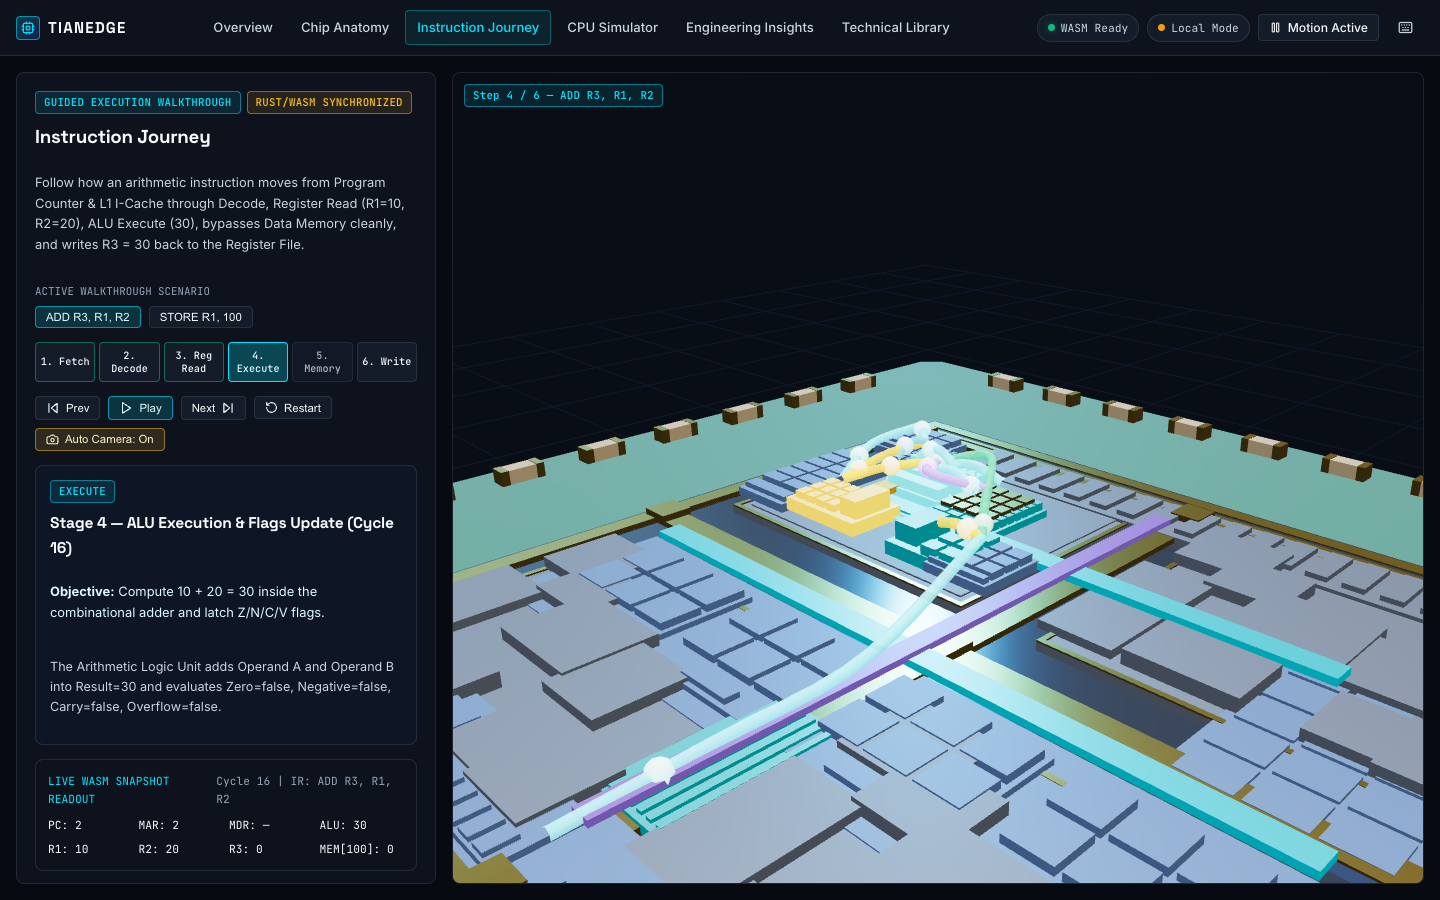 TIANEDGE
Overview
Chip Anatomy
Instruction Journey
CPU Simulator
Engineering Insights
Technical Library
WASM Ready
Local Mode
Motion Active
GUIDED EXECUTION WALKTHROUGH
RUST/WASM SYNCHRONIZED
Instruction Journey
Follow how an arithmetic instruction moves from Program
Counter & L1 I-Cache through Decode, Register Read (R1=10,
R2=20), ALU Execute (30), bypasses Data Memory cleanly,
and writes R3 = 30 back to the Register File.
ACTIVE WALKTHROUGH SCENARIO
ADD R3, R1, R2
STORE R1, 100
1. Fetch
2.
Decode
3. Reg
Read
4.
Execute
5.
Memory
6. Write
Prev
Play
Next
Restart
Auto Camera: On
EXECUTE
Stage 4 — ALU Execution & Flags Update (Cycle
16)
Objective: Compute 10 + 20 = 30 inside the
combinational adder and latch Z/N/C/V flags.
The Arithmetic Logic Unit adds Operand A and Operand B
into Result=30 and evaluates Zero=false, Negative=false,
Carry=false, Overflow=false.
LIVE WASM SNAPSHOT
READOUT
Cycle 16 | IR: ADD R3, R1,
R2
PC: 2
MAR: 2
MDR: —
ALU: 30
R1: 10
R2: 20
R3: 0
MEM[100]: 0
Step 4 / 6 — ADD R3, R1, R2